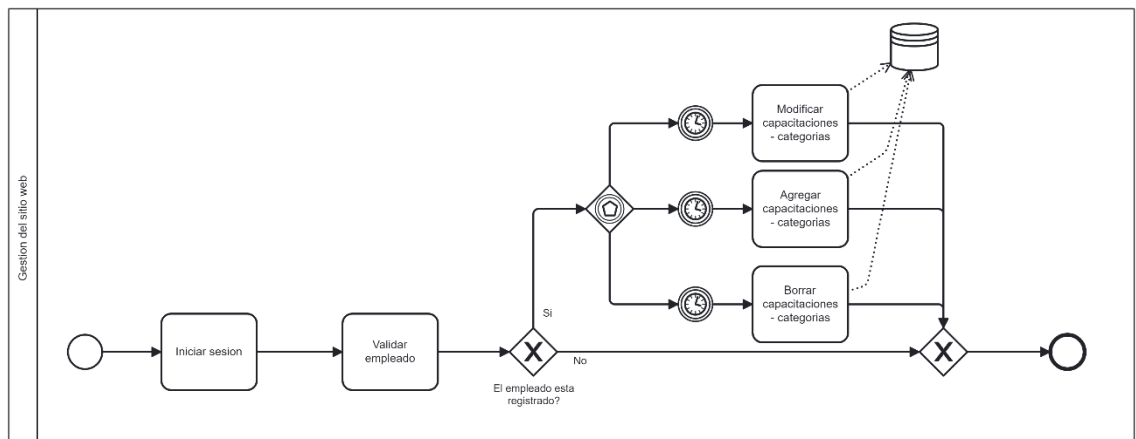 Gestion del sitio web
Iniciar sesion
Validar
empleado
El empleado esta
registrado?
Si
No
Modificar
capacitaciones
- categorias
Agregar
capacitaciones
- categorias
Borrar
capacitaciones
- categorias